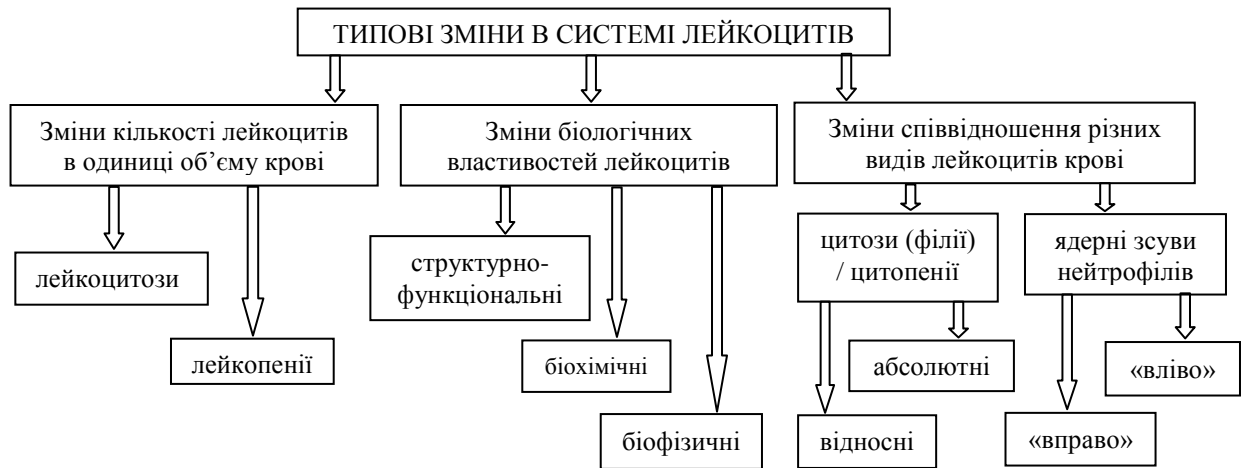 ТИПОВІ ЗМІНИ В СИСТЕМІ ЛЕЙКОЦИТІВ
Зміни кількості лейкоцитів
в одиниці об’єму крові
Зміни біологічних
властивостей лейкоцитів
Зміни співвідношення різних
видів лейкоцитів крові
лейкоцитози
лейкопенії
структурно-
функціональні
біохімічні
біофізичні
цитози (філії)
/ цитопенії
ядерні зсуви
нейтрофілів
абсолютні
відносні
«вліво»
«вправо»